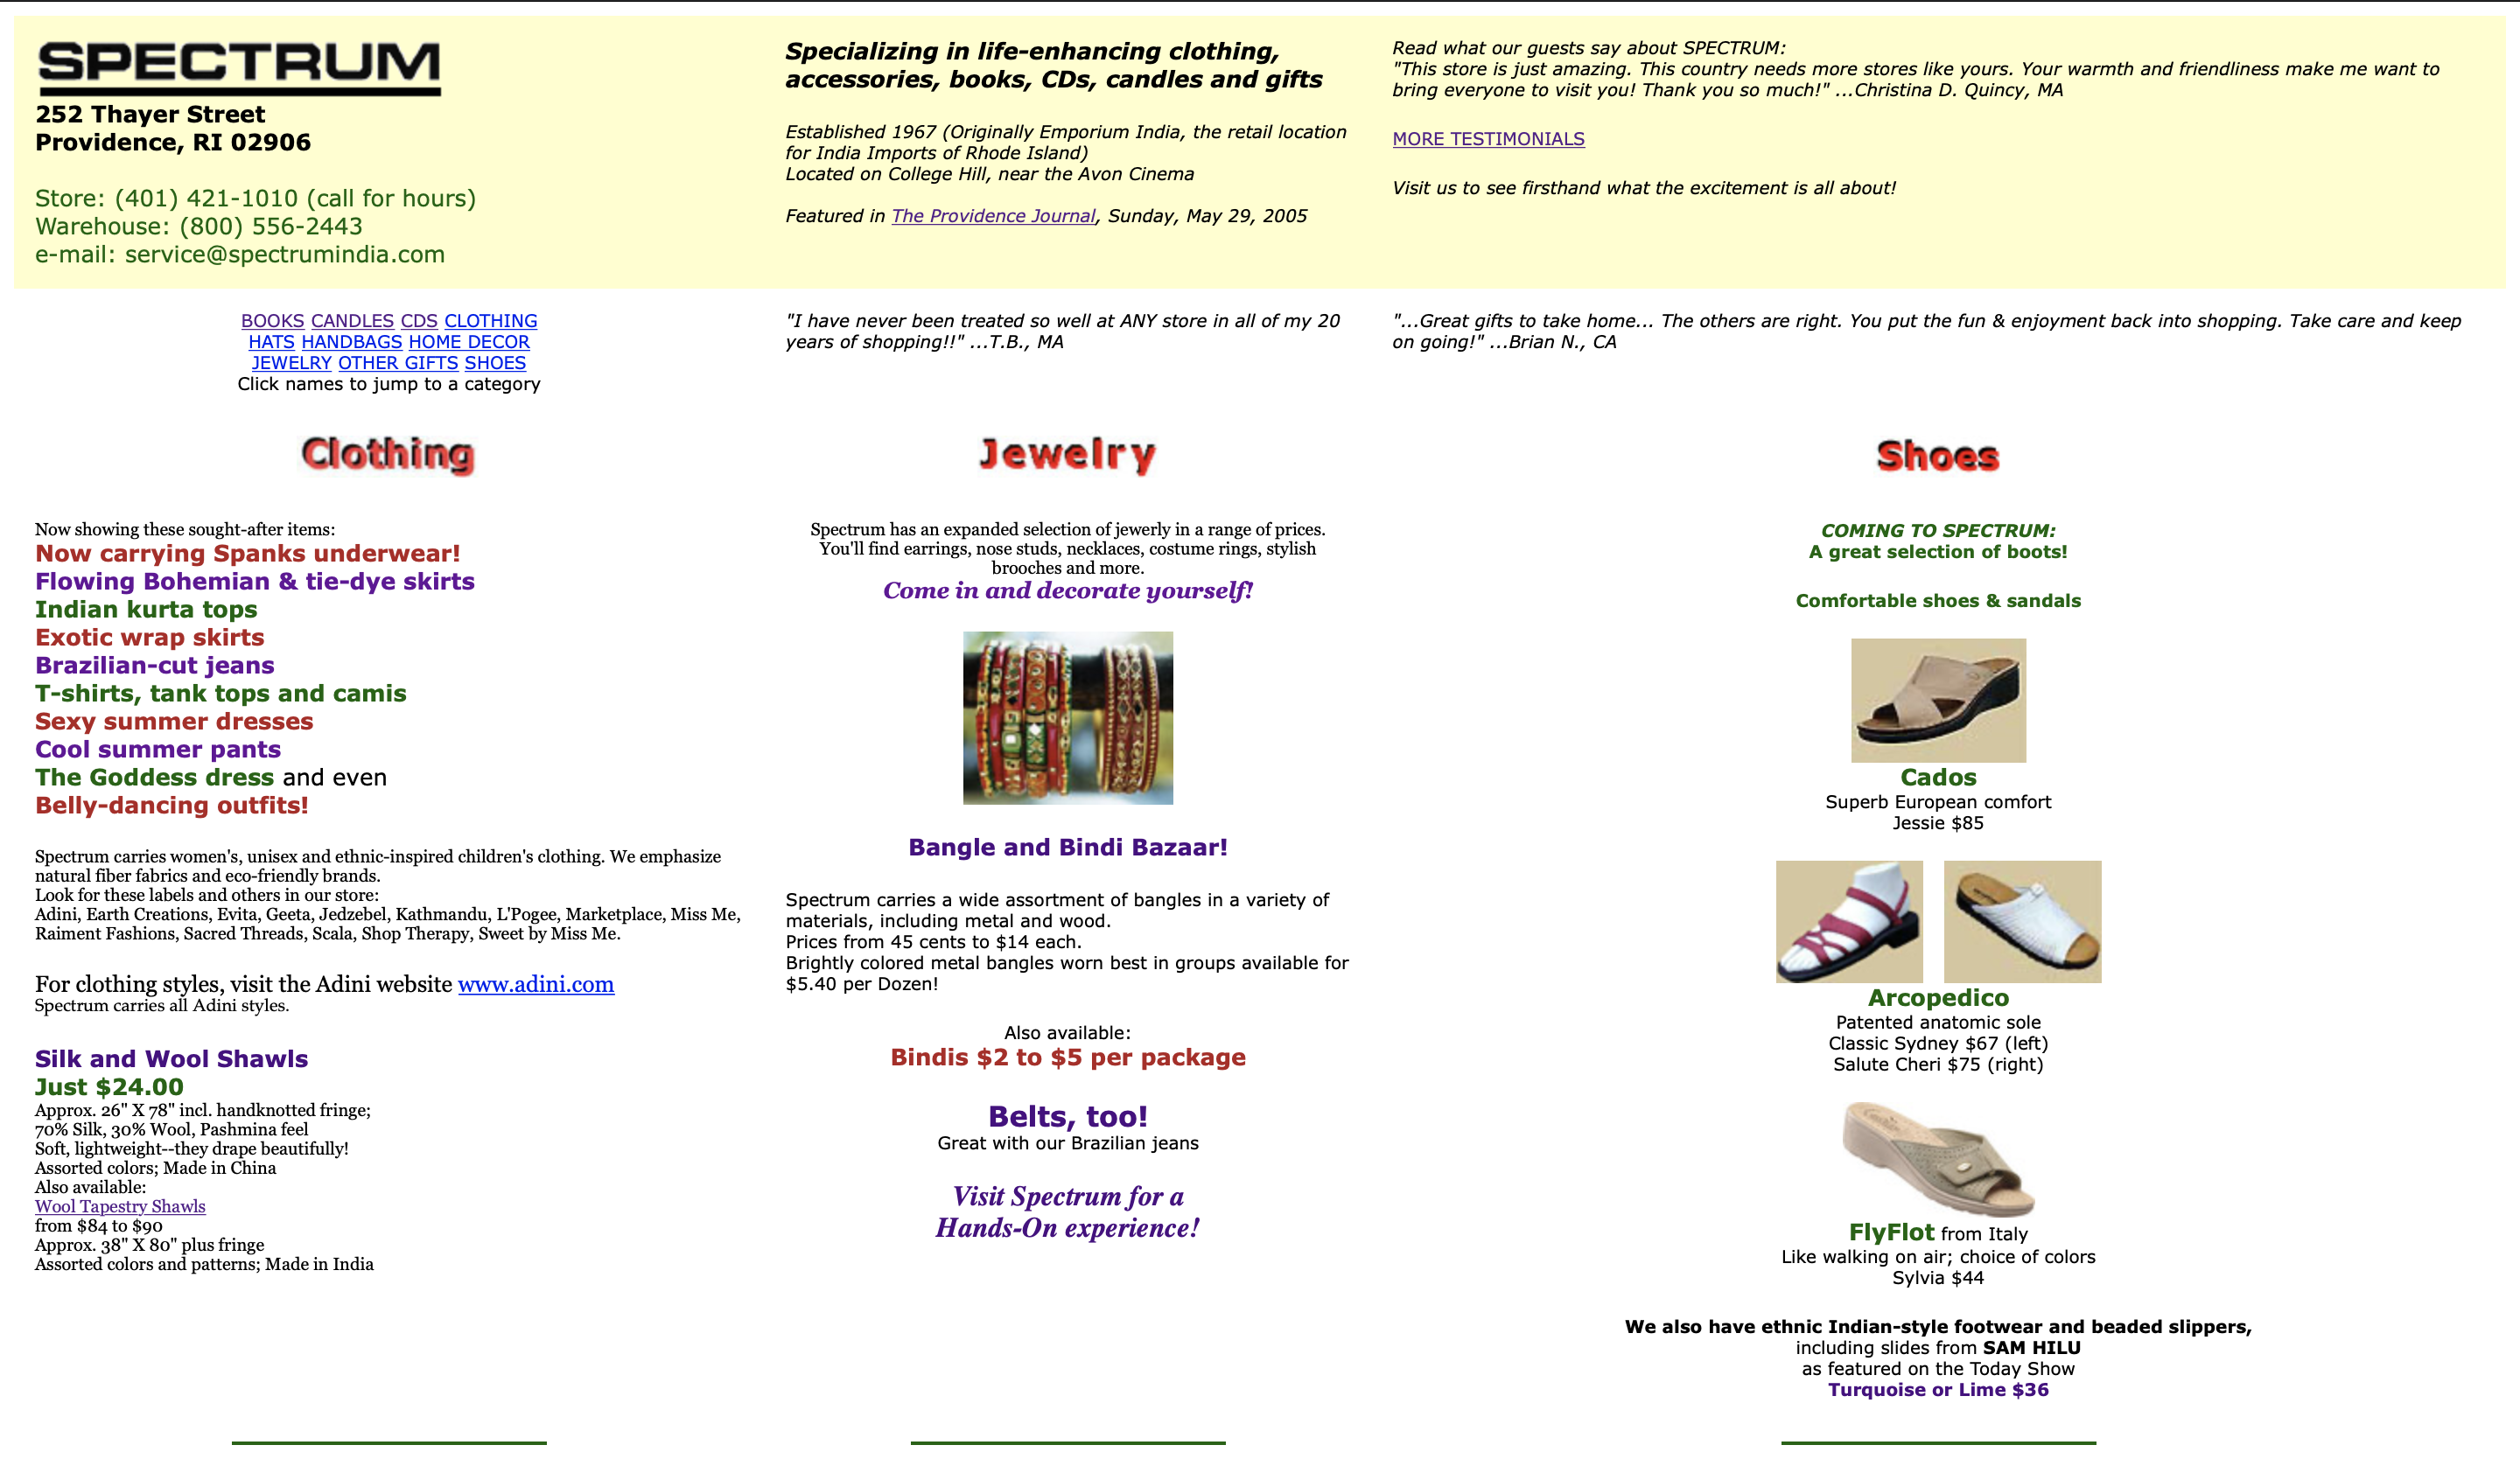 SPECTRUM
252 Thayer Street
Providence, RI 02906
Store: (401) 421-1010 (call for hours)
Warehouse: (800) 556-2443
e-mail: service@spectrumindia.com
Specializing in life-enhancing clothing,
accessories, books, CDs, candles and gifts
Established 1967 (Originally Emporium India, the retail location
for India Imports of Rhode Island)
Located on College Hill, near the Avon Cinema
Featured in The Providence Journal, Sunday, May 29, 2005
Read what our guests say about SPECTRUM:
"This store is just amazing. This country needs more stores like yours. Your warmth and friendliness make me want to
bring everyone to visit you! Thank you so much!" ...Christina D. Quincy, MA
MORE TESTIMONIALS
Visit us to see firsthand what the excitement is all about!
BOOKS CANDLES CDS CLOTHING
HATS HANDBAGS HOME DECOR
JEWELRY OTHER GIFTS SHOES
Click names to jump to a category
"I have never been treated so well at ANY store in all of my 20
years of shopping!!" ...T.B., MA
"...Great gifts to take home... The others are right. You put the fun & enjoyment back into shopping. Take care and keep
on going!" ...Brian N., CA
Clothing
Now showing these sought-after items:
Now carrying Spanks underwear!
Flowing Bohemian & tie-dye skirts
Indian kurta tops
Exotic wrap skirts
Brazilian-cut jeans
T-shirts, tank tops and camis
Sexy summer dresses
Cool summer pants
The Goddess dress and even
Belly-dancing outfits!
Spectrum carries women's, unisex and ethnic-inspired children's clothing. We emphasize
natural fiber fabrics and eco-friendly brands.
Look for these labels and others in our store:
Adini, Earth Creations, Evita, Geeta, Jedzebel, Kathmandu, L'Pogee, Marketplace, Miss Me,
Raiment Fashions, Sacred Threads, Scala, Shop Therapy, Sweet by Miss Me.
For clothing styles, visit the Adini website www.adini.com
Spectrum carries all Adini styles.
Silk and Wool Shawls
Just $24.00
Approx. 26" X 78" incl. handknotted fringe;
70% Silk, 30% Wool, Pashmina feel
Soft, lightweight--they drape beautifully!
Assorted colors; Made in China
Also available:
Wool Tapestry Shawls
from $84 to $90
Approx. 38" X 80" plus fringe
Assorted colors and patterns; Made in India
Jewelry
Spectrum has an expanded selection of jewerly in a range of prices.
You'll find earrings, nose studs, necklaces, costume rings, stylish
brooches and more.
Come in and decorate yourself!
Bangle and Bindi Bazaar!
Spectrum carries a wide assortment of bangles in a variety of
materials, including metal and wood.
Prices from 45 cents to $14 each.
Brightly colored metal bangles worn best in groups available for
$5.40 per Dozen!
Also available:
Bindis $2 to $5 per package
Belts, too!
Great with our Brazilian jeans
Visit Spectrum for a
Hands-On experience!
Shoes
COMING TO SPECTRUM:
A great selection of boots!
Comfortable shoes & sandals
Cados
Superb European comfort
Jessie $85
Arcopedico
Patented anatomic sole
Classic Sydney $67 (left)
Salute Cheri $75 (right)
FlyFlot from Italy
Like walking on air; choice of colors
Sylvia $44
We also have ethnic Indian-style footwear and beaded slippers,
including slides from SAM HILU
as featured on the Today Show
Turquoise or Lime $36